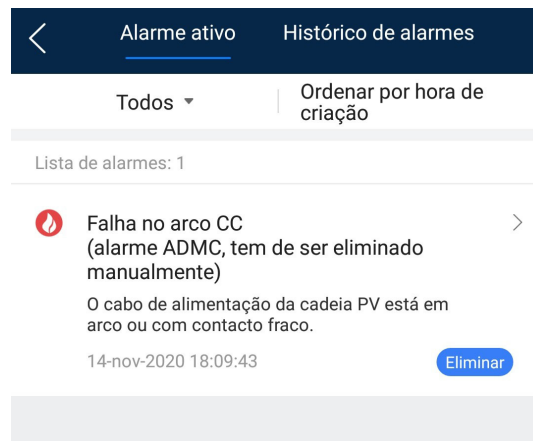 Alarme ativo Histórico de alarmes
Todos Ordenar por hora de
criação
Lista de alarmes: 1
Falha no arco CC
(alarme ADMC, tem de ser eliminado
manualmente)
O cabo de alimentação da cadeia PV está em
arco ou com contacto fraco.
14-nov-2020 18:09:43 Eliminar